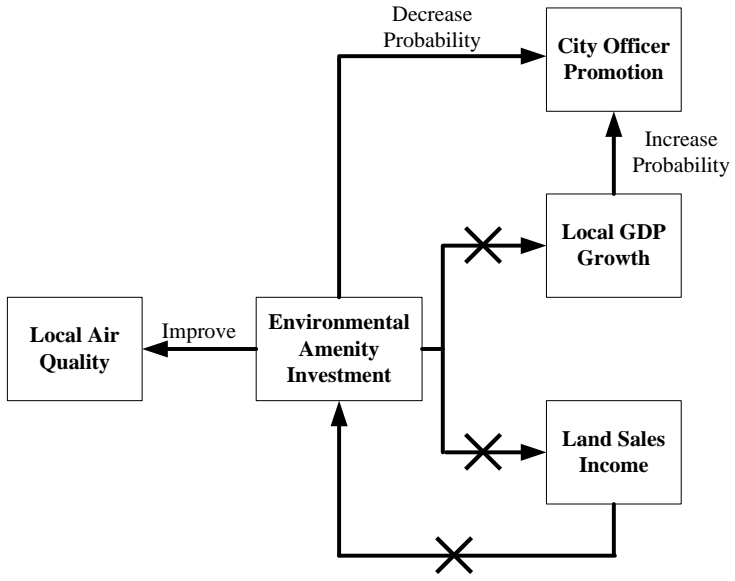 Decrease
Probability
City Officer
Promotion
Increase
Probability
Local GDP
Growth
Local Air
Quality
Improve
Environmental
Amenity
Investment
Land Sales
Income